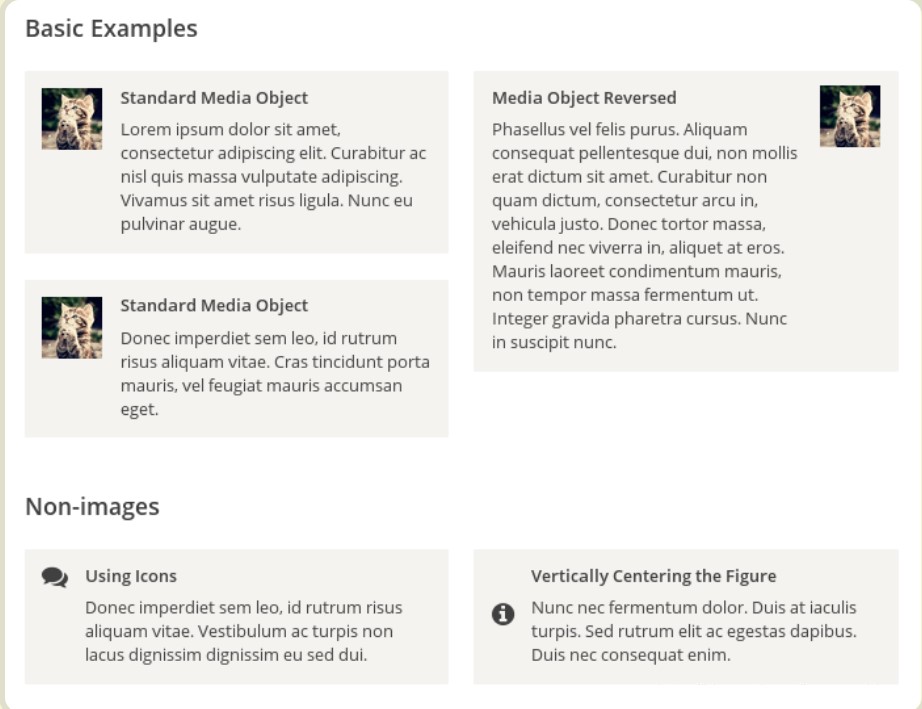 Basic Examples
Standard Media Object
Lorem ipsum dolor sit amet,
consectetur adipiscing elit. Curabitur ac
nisl quis massa vulputate adipiscing.
Vivamus sit amet risus ligula. Nunc eu
pulvinar augue.
Standard Media Object
Donec imperdiet sem leo, id rutrum
risus aliquam vitae. Cras tincidunt porta
mauris, vel feugiat mauris accumsan
eget.
Media Object Reversed
Phasellus vel felis purus. Aliquam
consequat pellentesque dui, non mollis
erat dictum sit amet. Curabitur non
quam dictum, consectetur arcu in,
vehicula justo. Donec tortor massa,
eleifend nec viverra in, aliquet at eros.
Mauris laoreet condimentum mauris,
non tempor massa fermentum ut.
Integer gravida pharetra cursus. Nunc
in suscipit nunc.
Non-images
Using Icons
Donec imperdiet sem leo, id rutrum risus
aliquam vitae. Vestibulum ac turpis non
lacus dignissim dignissim eu sed dui.
Vertically Centering the Figure
Nunc nec fermentum dolor. Duis at iaculis
turpis. Sed rutrum elit ac egestas dapibus.
Duis nec consequat enim.